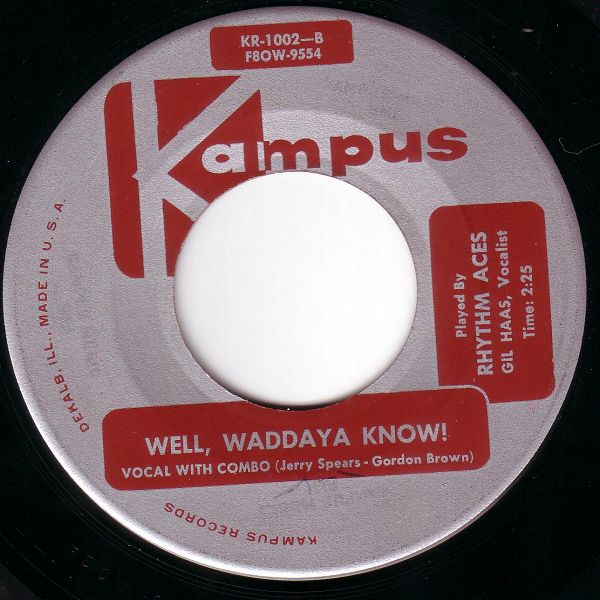 KR-1002—B
F8OW-9554
Kampus
Played By
RHYTHM ACES
GIL HAAS, Vocalist
Time: 2:25
WELL, WADDAYA KNOW!
VOCAL WITH COMBO (Jerry Spears - Gordon Brown)
DEKALB, ILL., MADE IN U. S. A.
KAMPUS RECORDS